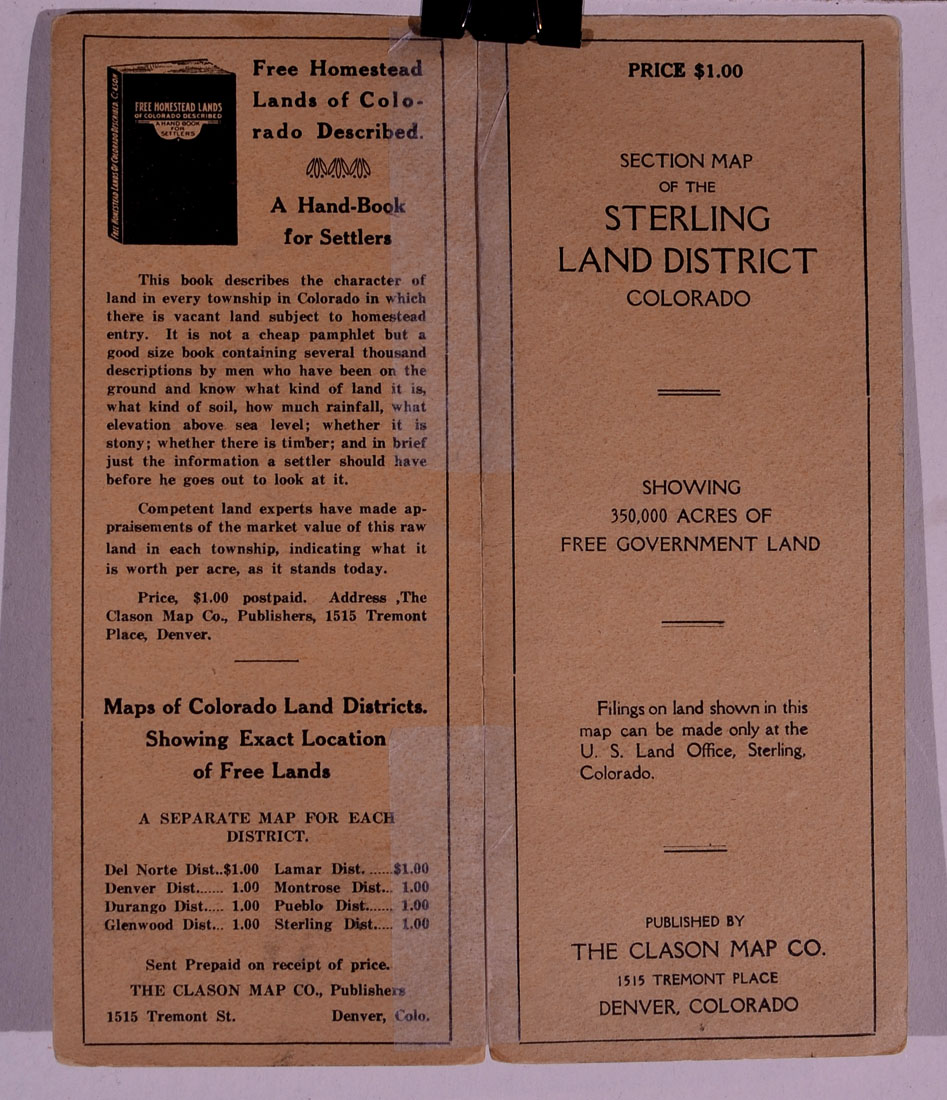 FREE HOMESTEAD LANDS OF COLORADO DESCRIBED CLASON
FREE HOMESTEAD LANDS
OF COLORADO DESCRIBED
A HAND BOOK
FOR
SETTLERS
Free Homestead
Lands of Colo-
rado Described.
A Hand-Book
for Settlers
This book describes the character of
land in every township in Colorado in which
there is vacant land subject to homestead
entry. It is not a cheap pamphlet but a
good size book containing several thousand
descriptions by men who have been on the
ground and know what kind of land it is,
what kind of soil, how much rainfall, what
elevation above sea level; whether it is
stony; whether there is timber; and in brief
just the information a settler should have
before he goes out to look at it.
Competent land experts have made ap-
praisements of the market value of this raw
land in each township, indicating what it
is worth per acre, as it stands today.
Price, $1.00 postpaid. Address ,The
Clason Map Co., Publishers, 1515 Tremont
Place, Denver.
Maps of Colorado Land Districts.
Showing Exact Location
of Free Lands
A SEPARATE MAP FOR EACH
DISTRICT.
Del Norte Dist..$1.00 Lamar Dist. ......$1.00
Denver Dist....... 1.00 Montrose Dist... 1.00
Durango Dist..... 1.00 Pueblo Dist....... 1.00
Glenwood Dist... 1.00 Sterling Dist..... 1.00
Sent Prepaid on receipt of price.
THE CLASON MAP CO., Publishers
1515 Tremont St. Denver, Colo.
PRICE $1.00
SECTION MAP
OF THE
STERLING
LAND DISTRICT
COLORADO
SHOWING
350,000 ACRES OF
FREE GOVERNMENT LAND
Filings on land shown in this
map can be made only at the
U. S. Land Office, Sterling,
Colorado.
PUBLISHED BY
THE CLASON MAP CO.
1515 TREMONT PLACE
DENVER, COLORADO